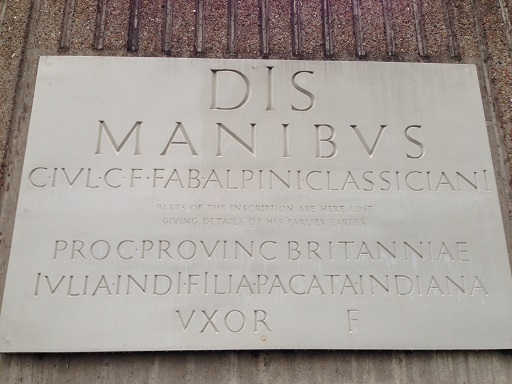 DIS
MANIBVS
C·IVL·C·F·FAB·ALPINI·CLASSICIANI
PARTS OF THE INSCRIPTION ARE HERE LOST
GIVING DETAILS OF HIS EARLIER CAREER
PROC·PROVINC·BRITANNIAE
IVLIA·INDI·FILIA·PACATA·INDIANA
VXOR F